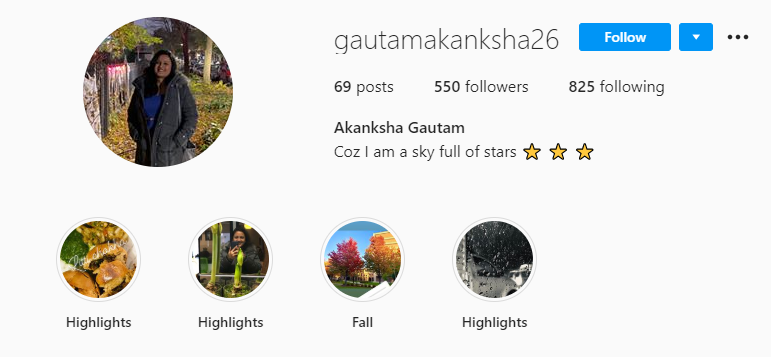 gautamakanksha26 Follow
69 posts 550 followers 825 following
Akanksha Gautam
Coz I am a sky full of stars ⭐ ⭐ ⭐
Highlights Highlights Fall Highlights